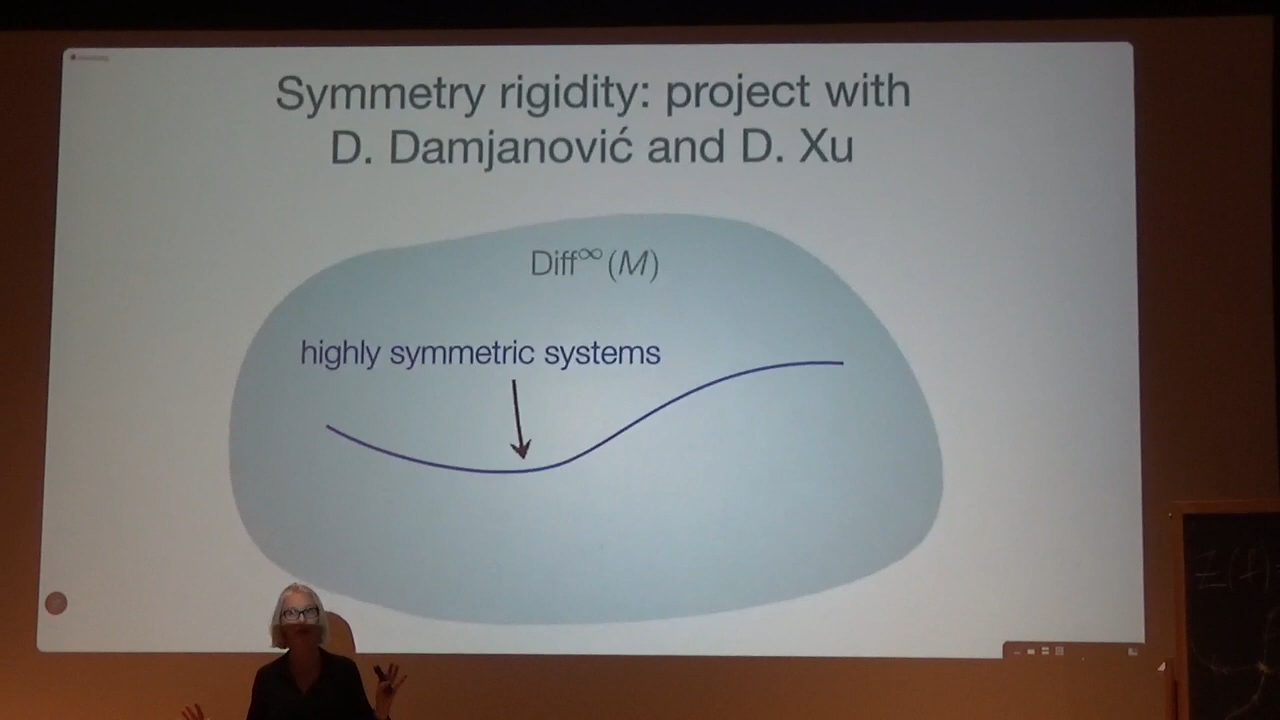 Symmetry rigidity: project with
D. Damjanović and D. Xu
Diff∞(M)
highly symmetric systems
Z(f)